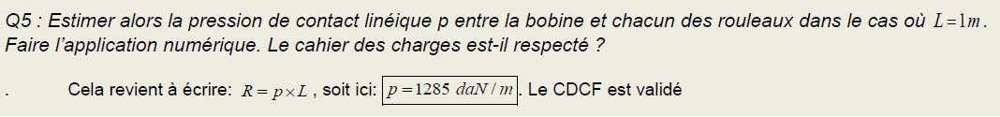 Q5 : Estimer alors la pression de contact linéique p entre la bobine et chacun des rouleaux dans le cas où L=1m.
Faire l'application numérique. Le cahier des charges est-il respecté ?
. Cela revient à écrire: R = p×L , soit ici: p =1285 daN / m . Le CDCF est validé